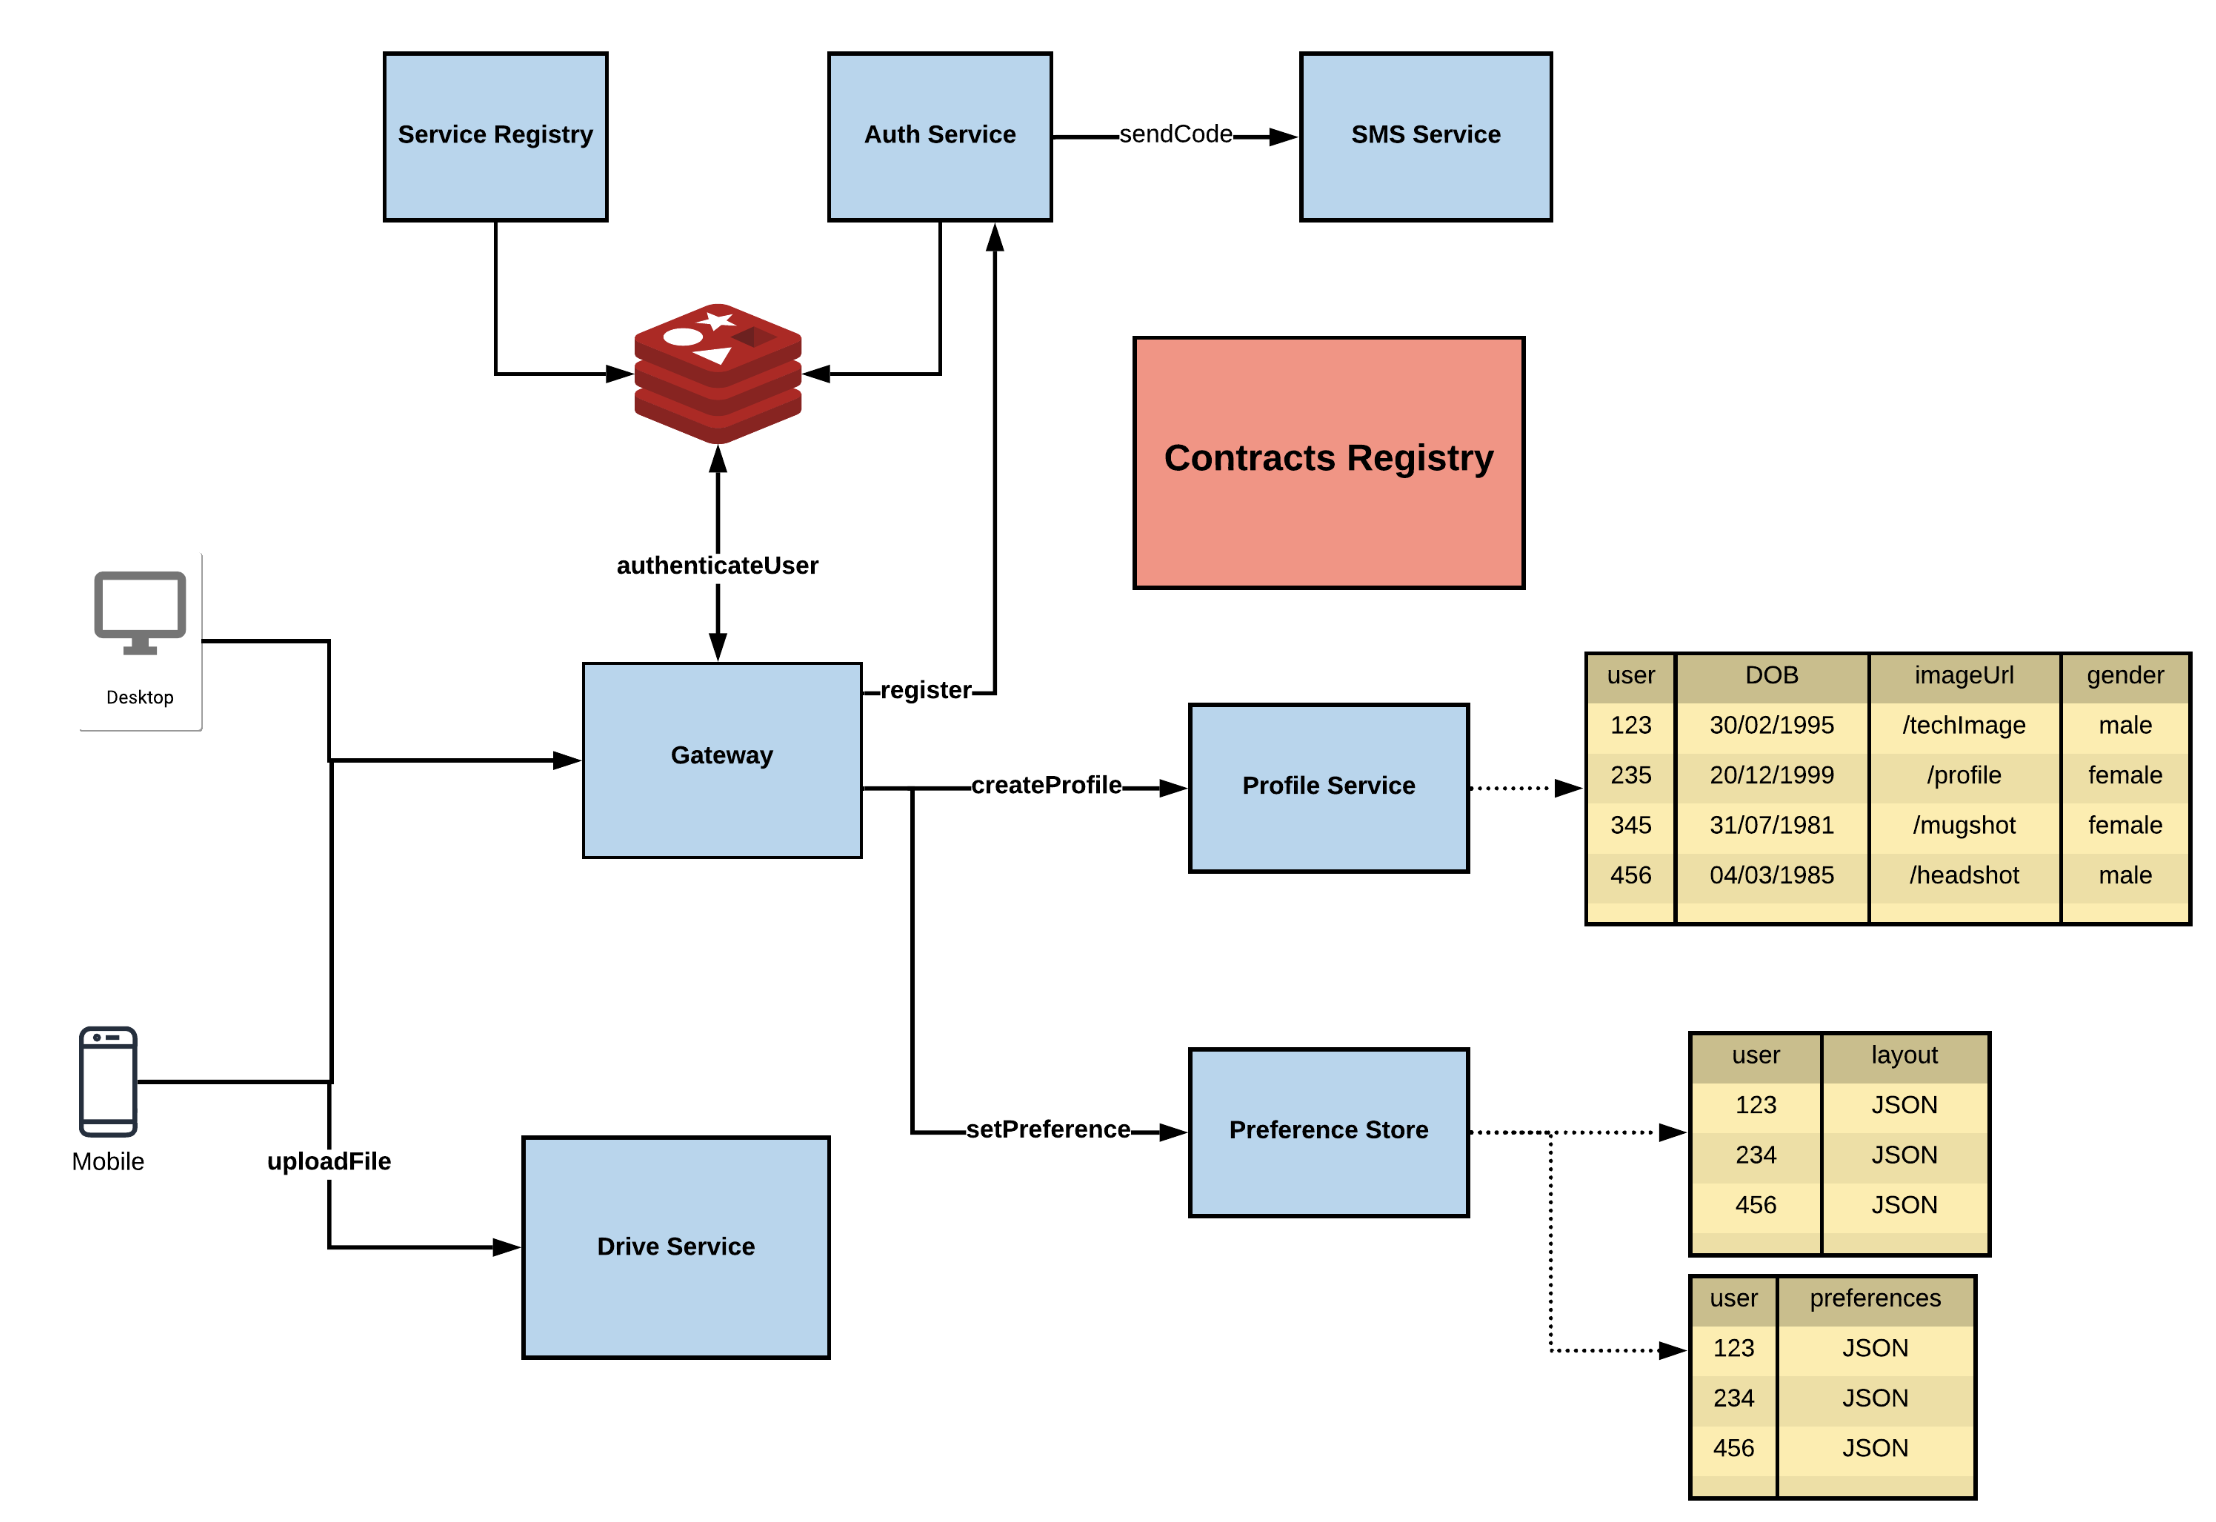 Service Registry
Auth Service
sendCode
SMS Service
Contracts Registry
authenticateUser
Desktop
register
Gateway
createProfile
Profile Service
user DOB imageUrl gender
123 30/02/1995 /techImage male
235 20/12/1999 /profile female
345 31/07/1981 /mugshot female
456 04/03/1985 /headshot male
Mobile
uploadFile
Drive Service
setPreference
Preference Store
user layout
123 JSON
234 JSON
456 JSON
user preferences
123 JSON
234 JSON
456 JSON